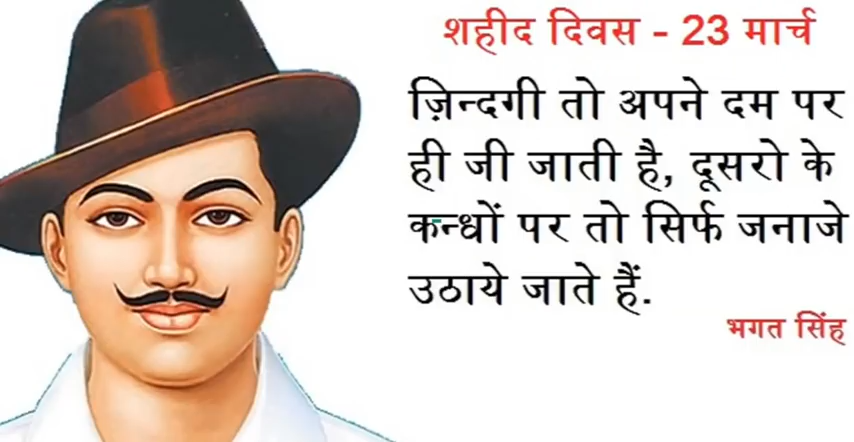 शहीद दिवस - 23 मार्च
ज़िन्दगी तो अपने दम पर
ही जी जाती है, दूसरो के
कन्धों पर तो सिर्फ जनाजे
उठाये जाते हैं.
भगत सिंह